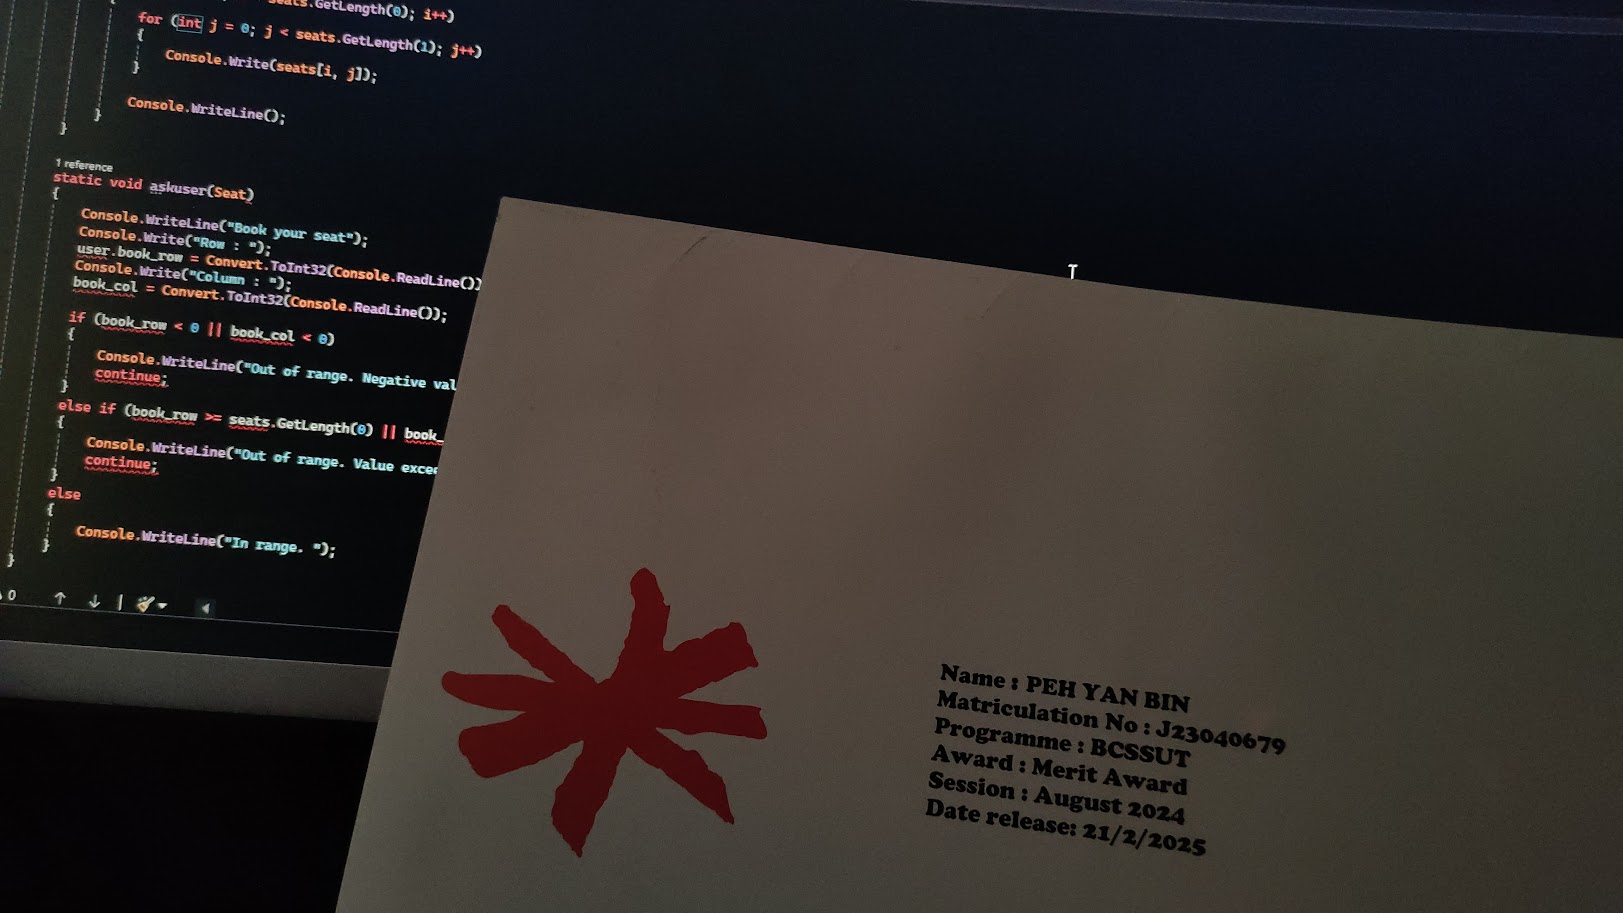 seats.GetLength(0); i++)
for (int j = 0; j < seats.GetLength(1); j++)
{
Console.Write(seats[i, j]);
}
Console.WriteLine();
}
}
1 reference
static void askuser(Seat)
{
Console.WriteLine("Book your seat");
Console.Write("Row : ");
user.book_row = Convert.ToInt32(Console.ReadLine())
Console.Write("Column : ");
book_col = Convert.ToInt32(Console.ReadLine());
if (book_row < 0 || book_col < 0)
{
Console.WriteLine("Out of range. Negative val
continue;
}
else if (book_row >= seats.GetLength(0) || book_
{
Console.WriteLine("Out of range. Value excee
continue;
}
else
{
Console.WriteLine("In range. ");
}
}
0
Name : PEH YAN BIN
Matriculation No : J23040679
Programme : BCSSUT
Award : Merit Award
Session : August 2024
Date release: 21/2/2025